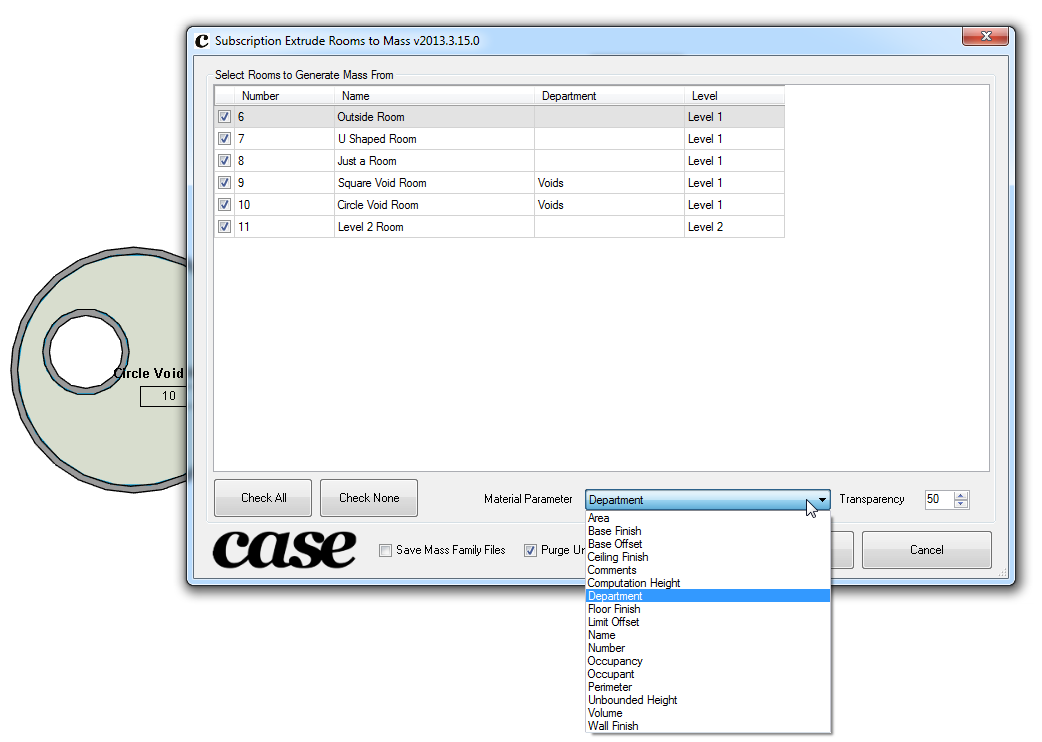 C Subscription Extrude Rooms to Mass v2013.3.15.0
Select Rooms to Generate Mass From
Number Name Department Level
6 Outside Room Level 1
7 U Shaped Room Level 1
8 Just a Room Level 1
9 Square Void Room Voids Level 1
10 Circle Void Room Voids Level 1
11 Level 2 Room Level 2
Circle Void
10
Check All Check None Material Parameter Department Transparency 50
case Save Mass Family Files Purge Un Cancel
Area
Base Finish
Base Offset
Ceiling Finish
Comments
Computation Height
Department
Floor Finish
Limit Offset
Name
Number
Occupancy
Occupant
Perimeter
Unbounded Height
Volume
Wall Finish